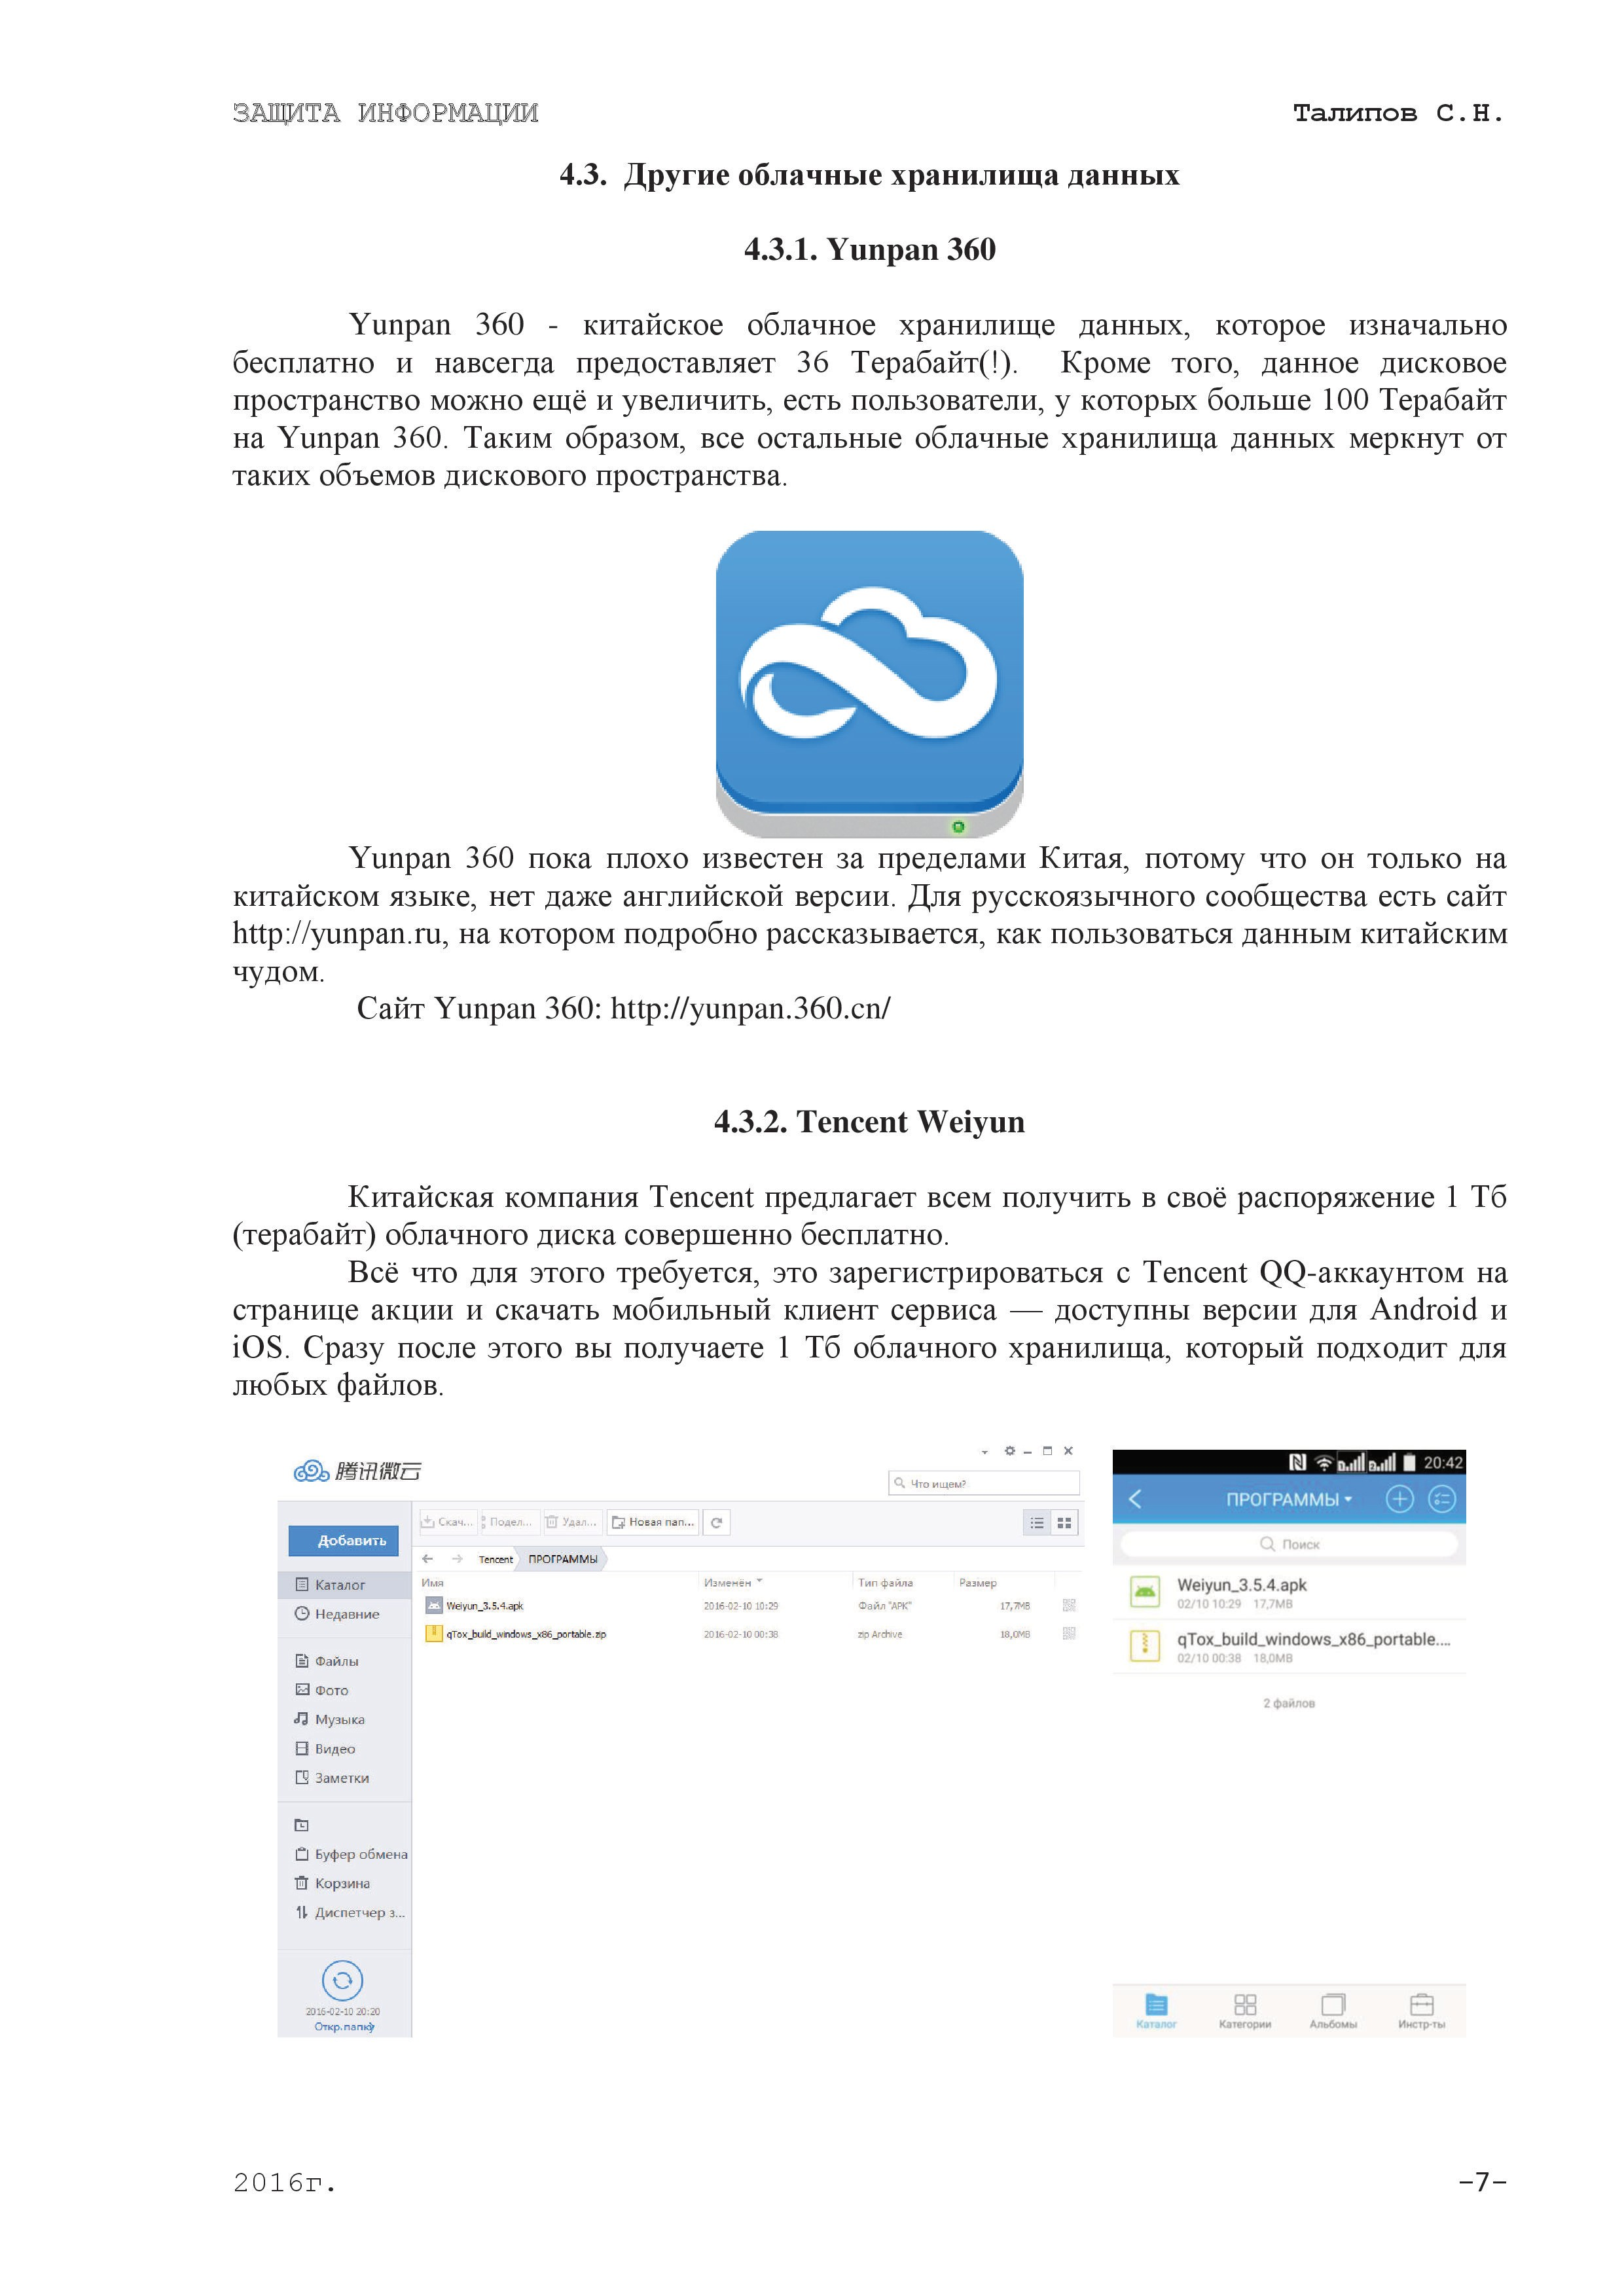 ЗАЩИТА ИНФОРМАЦИИ Талипов С.Н.
4.3. Другие облачные хранилища данных
4.3.1. Yunpan 360
Yunpan 360 - китайское облачное хранилище данных, которое изначально
бесплатно и навсегда предоставляет 36 Терабайт(!). Кроме того, данное дисковое
пространство можно ещё и увеличить, есть пользователи, у которых больше 100 Терабайт
на Yunpan 360. Таким образом, все остальные облачные хранилища данных меркнут от
таких объемов дискового пространства.
Yunpan 360 пока плохо известен за пределами Китая, потому что он только на
китайском языке, нет даже английской версии. Для русскоязычного сообщества есть сайт
http://yunpan.ru, на котором подробно рассказывается, как пользоваться данным китайским
чудом.
Сайт Yunpan 360: http://yunpan.360.cn/
4.3.2. Tencent Weiyun
Китайская компания Tencent предлагает всем получить в своё распоряжение 1 Тб
(терабайт) облачного диска совершенно бесплатно.
Всё что для этого требуется, это зарегистрироваться с Tencent QQ-аккаунтом на
странице акции и скачать мобильный клиент сервиса — доступны версии для Android и
iOS. Сразу после этого вы получаете 1 Тб облачного хранилища, который подходит для
любых файлов.
腾讯微云
Что ищем?
Добавить
Скач... Подел... Удал... Новая пап...
Tencent ПРОГРАММЫ
Имя Изменён Тип файла Размер
Weiyun_3.5.4.apk 2016-02-10 10:29 Файл "APK" 17,7MB
qTox_build_windows_x86_portable.zip 2016-02-10 00:38 zip Archive 18,0MB
Каталог
Недавние
Файлы
Фото
Музыка
Видео
Заметки
Буфер обмена
Корзина
Диспетчер з...
2016-02-10 20:20
Откр.папку
20:42
ПРОГРАММЫ
Поиск
Weiyun_3.5.4.apk
02/10 10:29 17,7MB
qTox_build_windows_x86_portable....
02/10 00:38 18,0MB
2 файлов
Каталог Категории Альбомы Инстр-ты
2016г. -7-